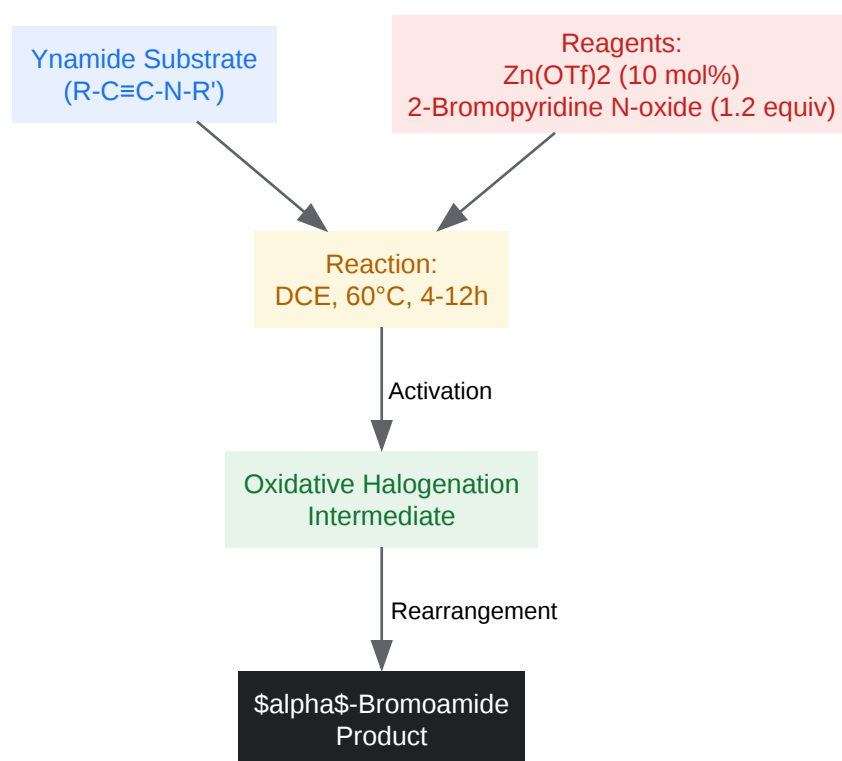 Ynamide Substrate
(R-C≡C-N-R')
Reagents:
Zn(OTf)2 (10 mol%)
2-Bromopyridine N-oxide (1.2 equiv)
Reaction:
DCE, 60°C, 4-12h
Activation
Oxidative Halogenation
Intermediate
Rearrangement
$alpha$-Bromoamide
Product